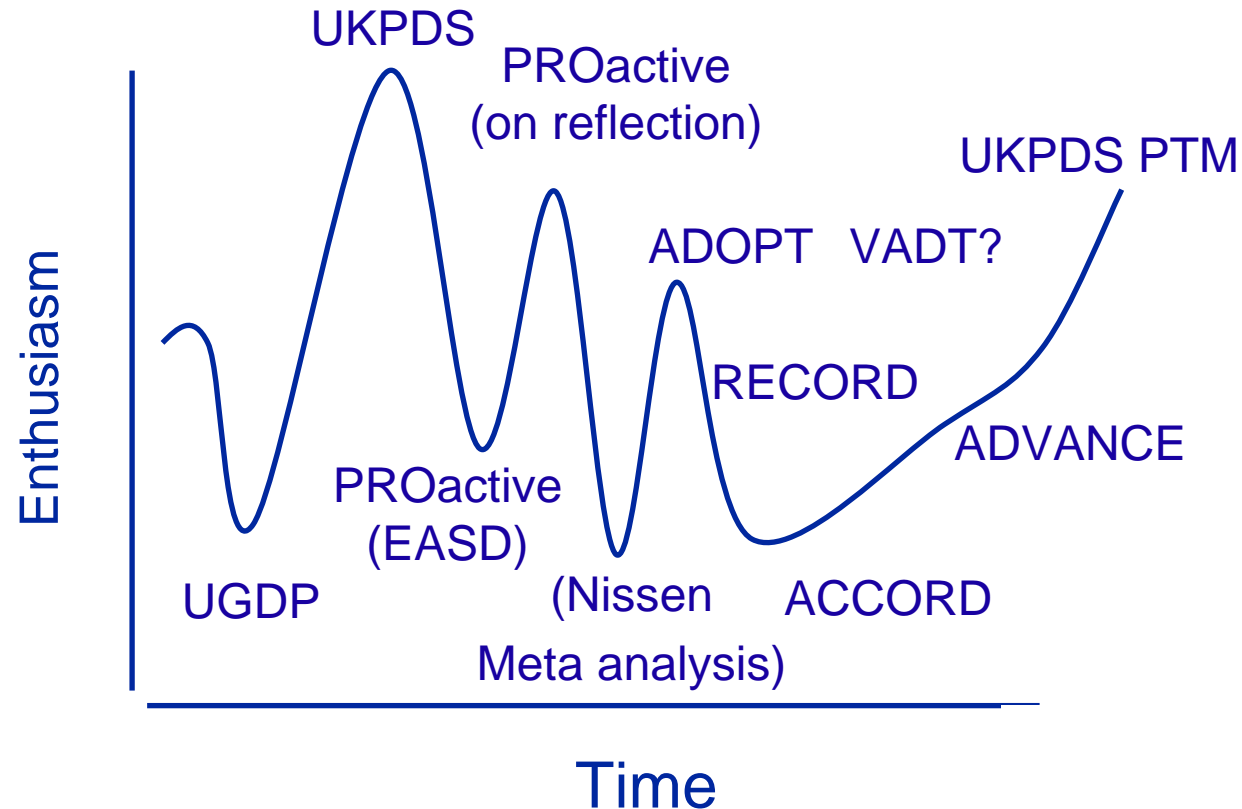 UKPDS
PROactive
(on reflection)
UKPDS PTM
ADOPT VADT?
RECORD
ADVANCE
PROactive
(EASD)
UGDP
(Nissen
Meta analysis)
ACCORD
Enthusiasm
Time